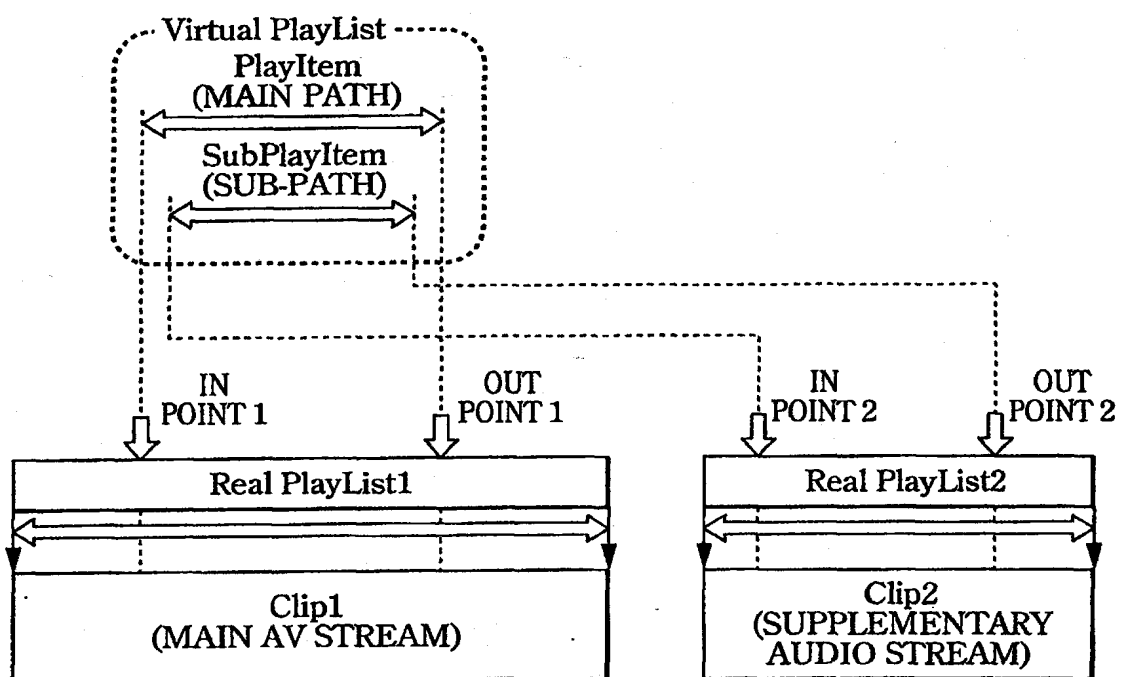 Virtual PlayList
PlayItem
(MAIN PATH)
SubPlayItem
(SUB-PATH)
IN
POINT 1
OUT
POINT 1
IN
POINT 2
OUT
POINT 2
Real PlayList1
Real PlayList2
Clip1
(MAIN AV STREAM)
Clip2
(SUPPLEMENTARY
AUDIO STREAM)